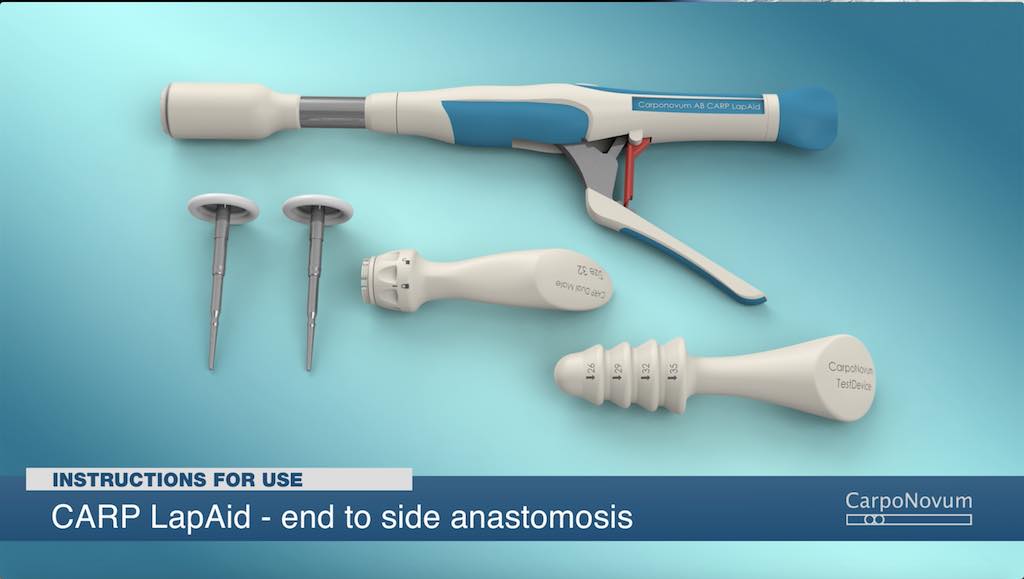 Carponovum AB CARP LapAid
Size 32
CARP Dual Male
26
29
32
35
CarpoNovum
TestDevice
INSTRUCTIONS FOR USE
CARP LapAid - end to side anastomosis
CarpoNovum